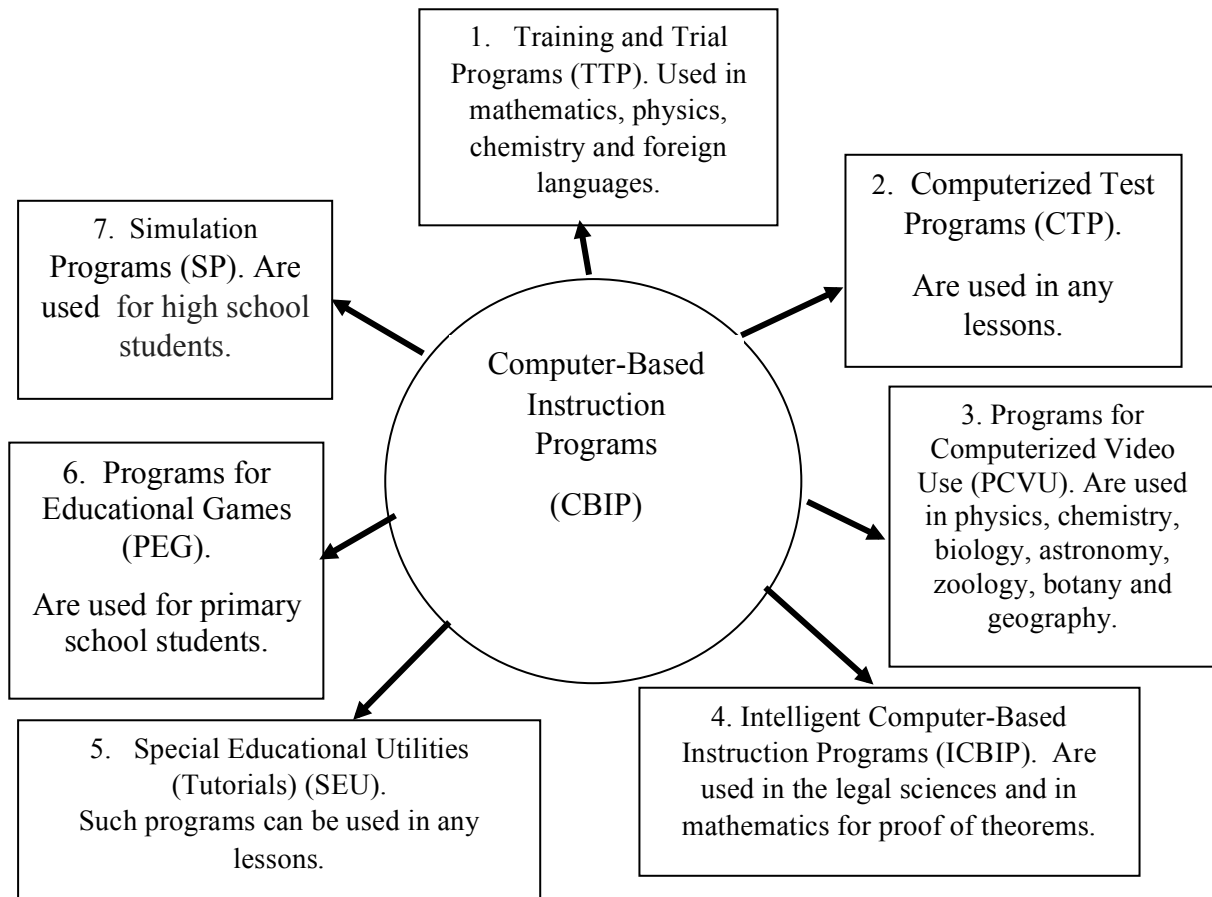 1. Training and Trial
Programs (TTP). Used in
mathematics, physics,
chemistry and foreign
languages.
2. Computerized Test
Programs (CTP).
Are used in any
lessons.
3. Programs for
Computerized Video
Use (PCVU). Are used
in physics, chemistry,
biology, astronomy,
zoology, botany and
geography.
4. Intelligent Computer-Based
Instruction Programs (ICBIP). Are
used in the legal sciences and in
mathematics for proof of theorems.
5. Special Educational Utilities
(Tutorials) (SEU).
Such programs can be used in any
lessons.
6. Programs for
Educational Games
(PEG).
Are used for primary
school students.
7. Simulation
Programs (SP). Are
used for high school
students.
Computer-Based
Instruction
Programs
(CBIP)